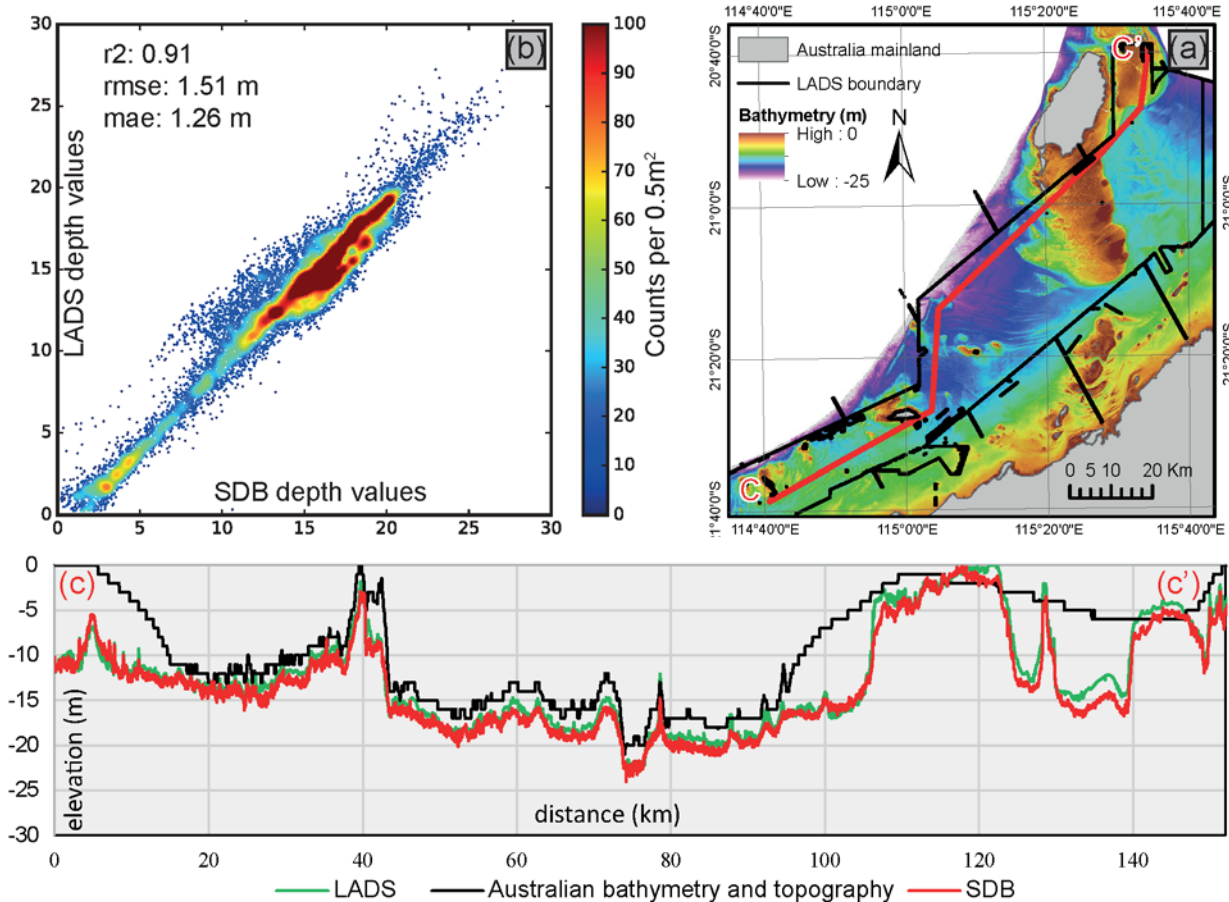 (b)
r2: 0.91
rmse: 1.51 m
mae: 1.26 m
30
25
20
15
10
5
0
LADS depth values
SDB depth values
0 5 10 15 20 25 30
100
90
80
70
60
50
40
30
20
10
0
Counts per 0.5m²
114°40'0"E 115°0'0"E 115°20'0"E 115°40'0"E
(a)
C'
Australia mainland
LADS boundary
Bathymetry (m)
High : 0
Low : -25
N
20°40'0"S
21°0'0"S
21°20'0"S
21°0'0"S
21°20'0"S
C
0 5 10 20 Km
114°40'0"E 115°0'0"E 115°20'0"E 115°40'0"E
(c)
(c')
0
-5
-10
-15
-20
-25
-30
elevation (m)
distance (km)
0 20 40 60 80 100 120 140
LADS Australian bathymetry and topography SDB